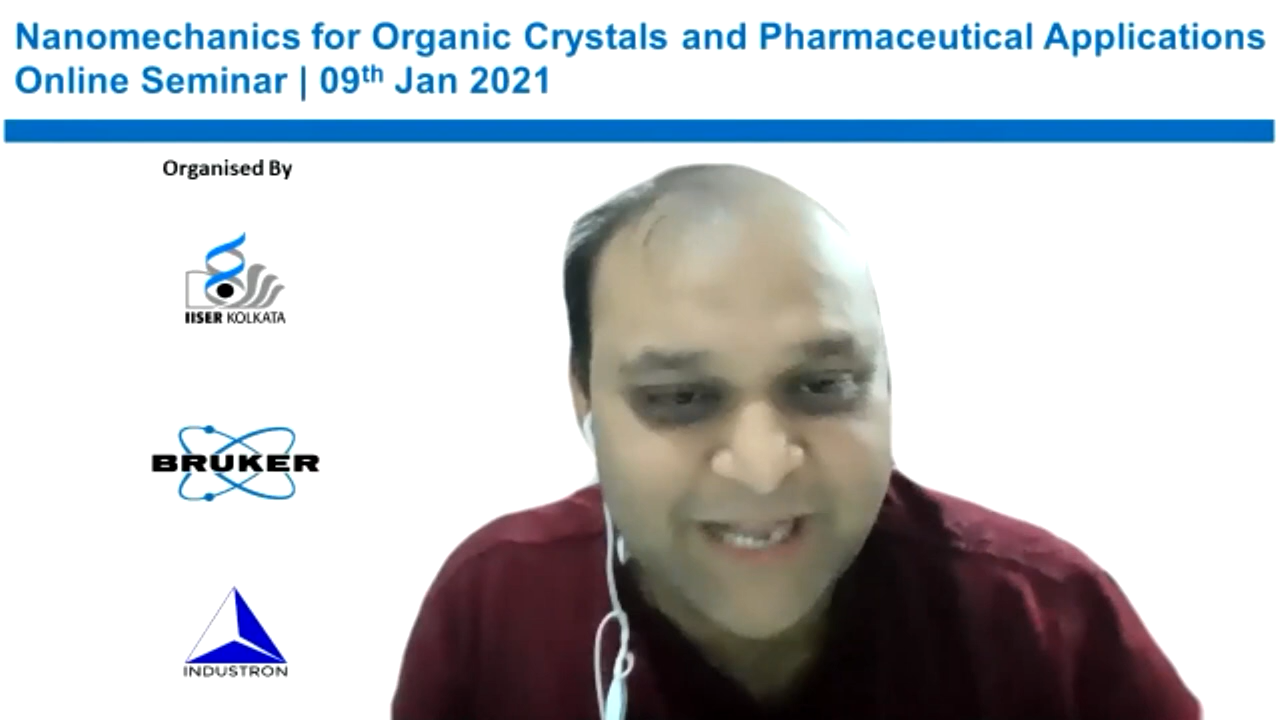 Nanomechanics for Organic Crystals and Pharmaceutical Applications
Online Seminar | 09th Jan 2021
Organised By
IISER KOLKATA
BRUKER
INDUSTRON